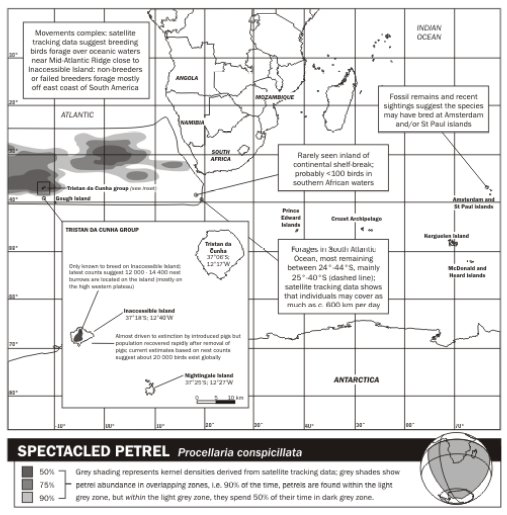 Movements complex: satellite
tracking data suggest breeding
birds forage over oceanic waters
near Mid-Atlantic Ridge close to
Inaccessible Island: non-breeders
or failed breeders forage mostly
off east coast of South America
INDIAN
OCEAN
ANGOLA
MOZAMBIQUE
NAMIBIA
SOUTH
AFRICA
ATLANTIC
10°
20°
30°
40°
50°
60°
70°
80°
Fossil remains and recent
sightings suggest the species
may have bred at Amsterdam
and/or St Paul islands
Rarely seen inland of
continental shelf-break;
probably <100 birds in
southern African waters
Tristan da Cunha group (see inset)
Gough Island
Amsterdam and
St Paul Islands
Prince
Edward
Islands
Crozet Archipelago
Kerguelen Island
McDonald and
Heard Islands
Forages in South Atlantic
Ocean, most remaining
between 24°-44°S, mainly
25°-40°S (dashed line);
satellite tracking data shows
that individuals may cover as
much as c. 600 km per day
TRISTAN DA CUNHA GROUP
Tristan da
Cunha
37°06'S;
12°17'W
Only known to breed on Inaccessible Island;
latest counts suggest 12 000 - 14 400 nest
burrows are located on the island (mostly on
the high western plateau)
Inaccessible Island
37°18'S; 12°40'W
Almost driven to extinction by introduced pigs but
population recovered rapidly after removal of
pigs; current estimates based on nest counts
suggest about 20 000 birds exist globally
Nightingale Island
37°25'S; 12°27'W
0 5 10 km
ANTARCTICA
10° 00° 10° 20° 30° 40° 50° 60° 70°
SPECTACLED PETREL Procellaria conspicillata
50%
75%
90%
Grey shading represents kernel densities derived from satellite tracking data; grey shades show
petrel abundance in overlapping zones, i.e. 90% of the time, petrels are found within the light
grey zone, but within the light grey zone, they spend 50% of their time in dark grey zone.